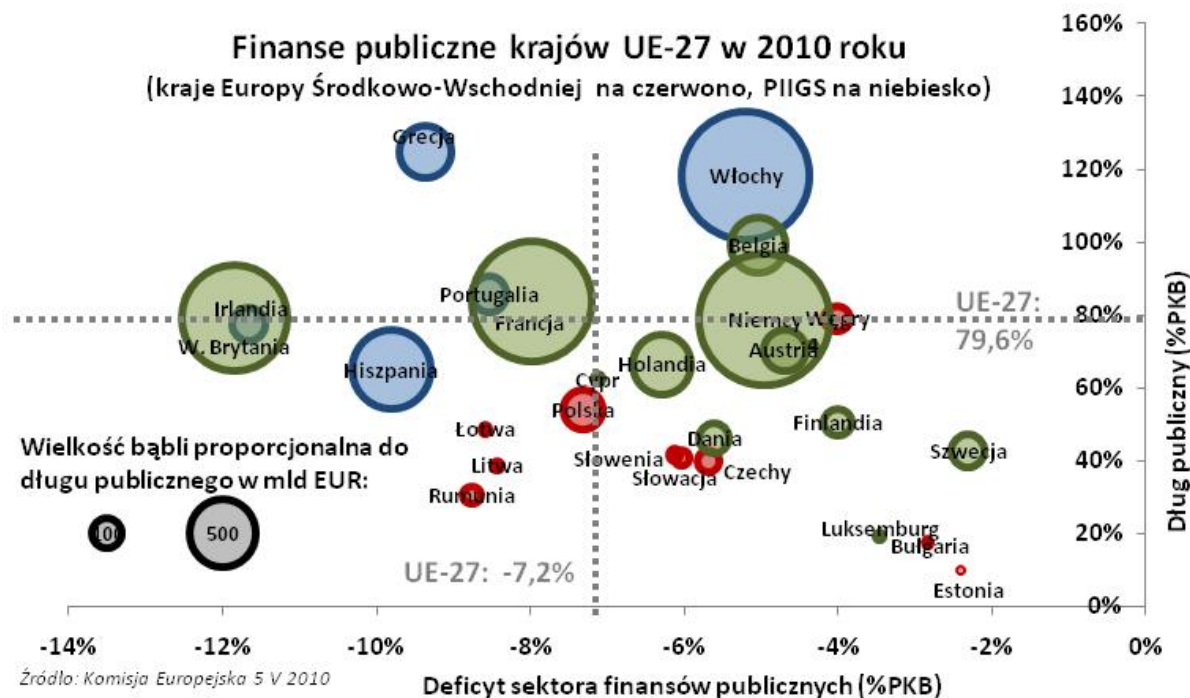 Finanse publiczne krajów UE-27 w 2010 roku
(kraje Europy Środkowo-Wschodniej na czerwono, PIIGS na niebiesko)
160%
140%
120%
100%
80%
60%
40%
20%
0%
Dług publiczny (%PKB)
Grecja
Włochy
Belgia
Irlandia
Portugalia
Francja
Niemcy
Węgry
UE-27:
79,6%
W. Brytania
Austria
Hiszpania
Holandia
Cypr
Polska
Finlandia
Łotwa
Dania
Szwecja
Litwa
Słowenia
Słowacja
Czechy
Rumunia
Wielkość bąbli proporcjonalna do
długu publicznego w mld EUR:
100
500
Luksemburg
Bulgaria
Estonia
UE-27: -7,2%
-14%
-12%
-10%
-8%
-6%
-4%
-2%
0%
Źródło: Komisja Europejska 5 V 2010
Deficyt sektora finansów publicznych (%PKB)